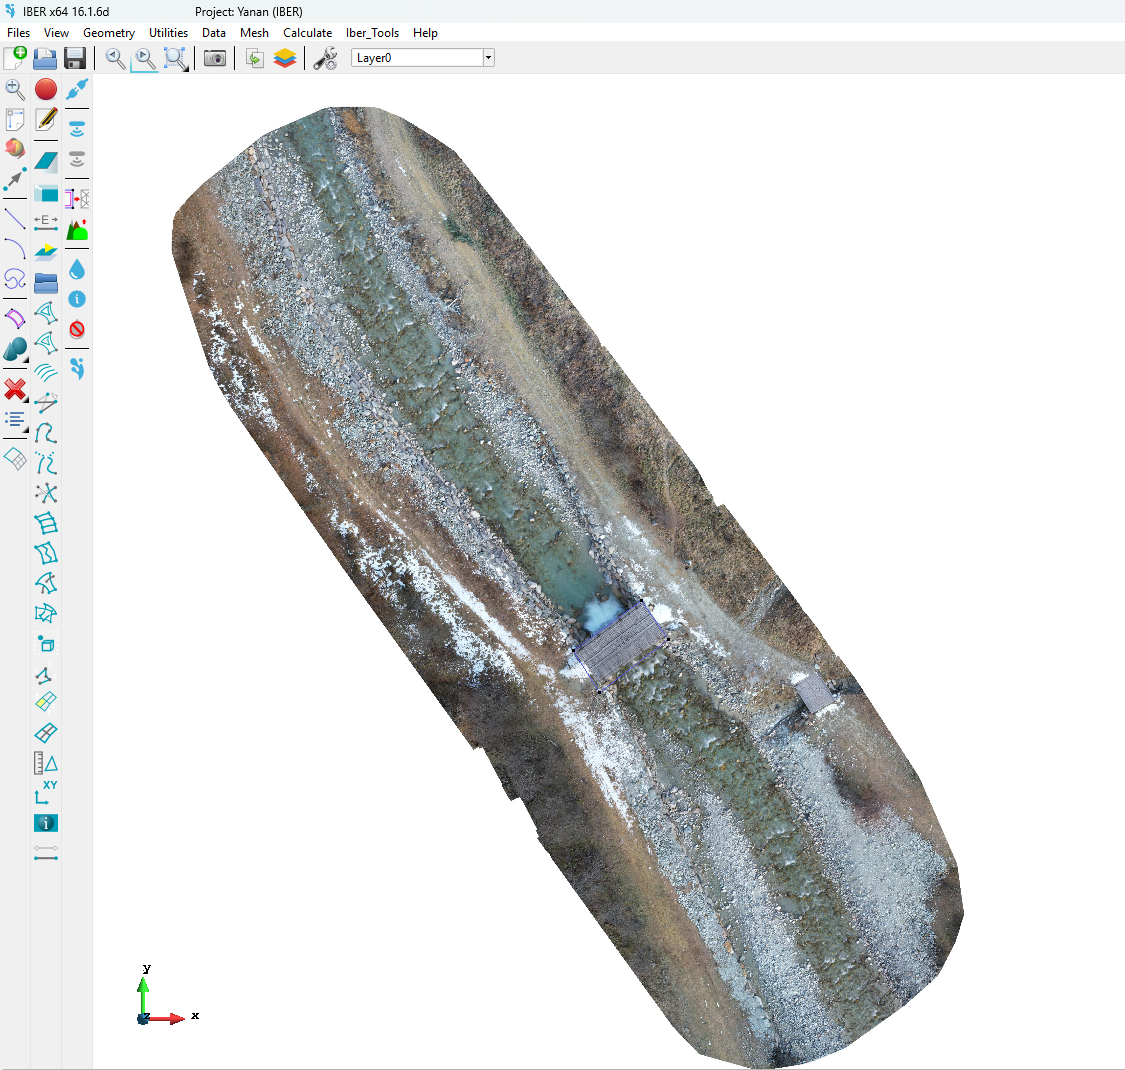 IBER x64 16.1.6d Project: Yanan (IBER)
Files View Geometry Utilities Data Mesh Calculate Iber_Tools Help
Layer0
E
XY
i
i
y
z
x